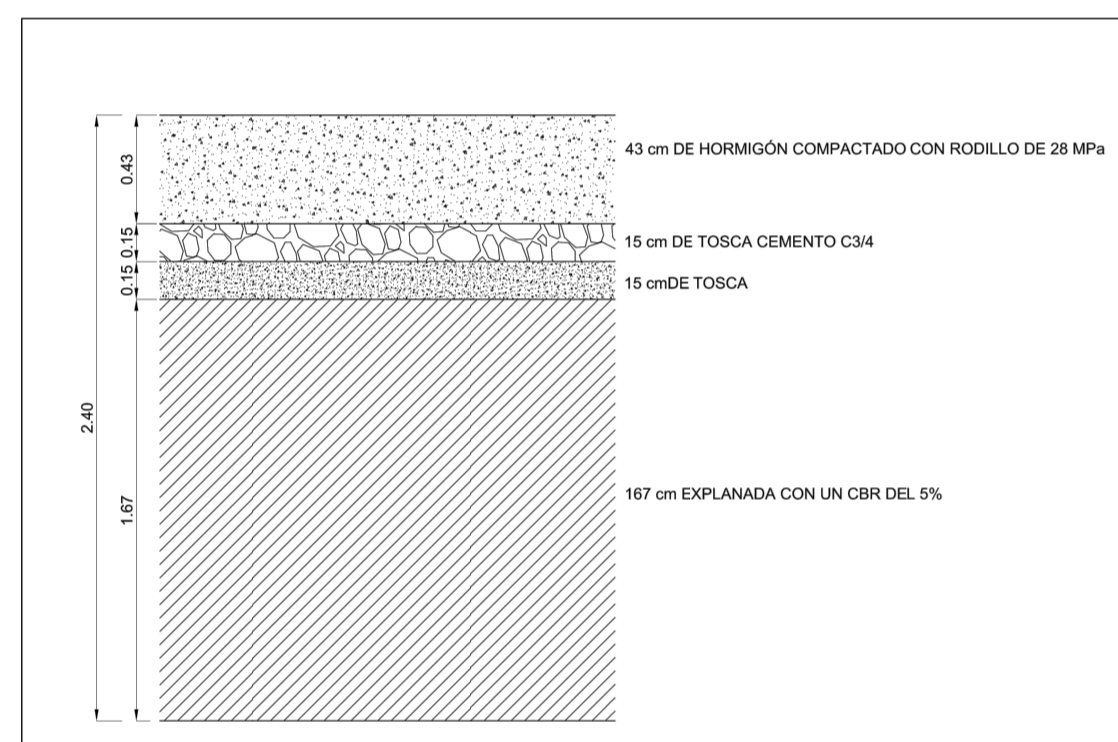 0.43
43 cm DE HORMIGÓN COMPACTADO CON RODILLO DE 28 MPa
0.15
15 cm DE TOSCA CEMENTO C3/4
0.15
15 cmDE TOSCA
2.40
1.67
167 cm EXPLANADA CON UN CBR DEL 5%